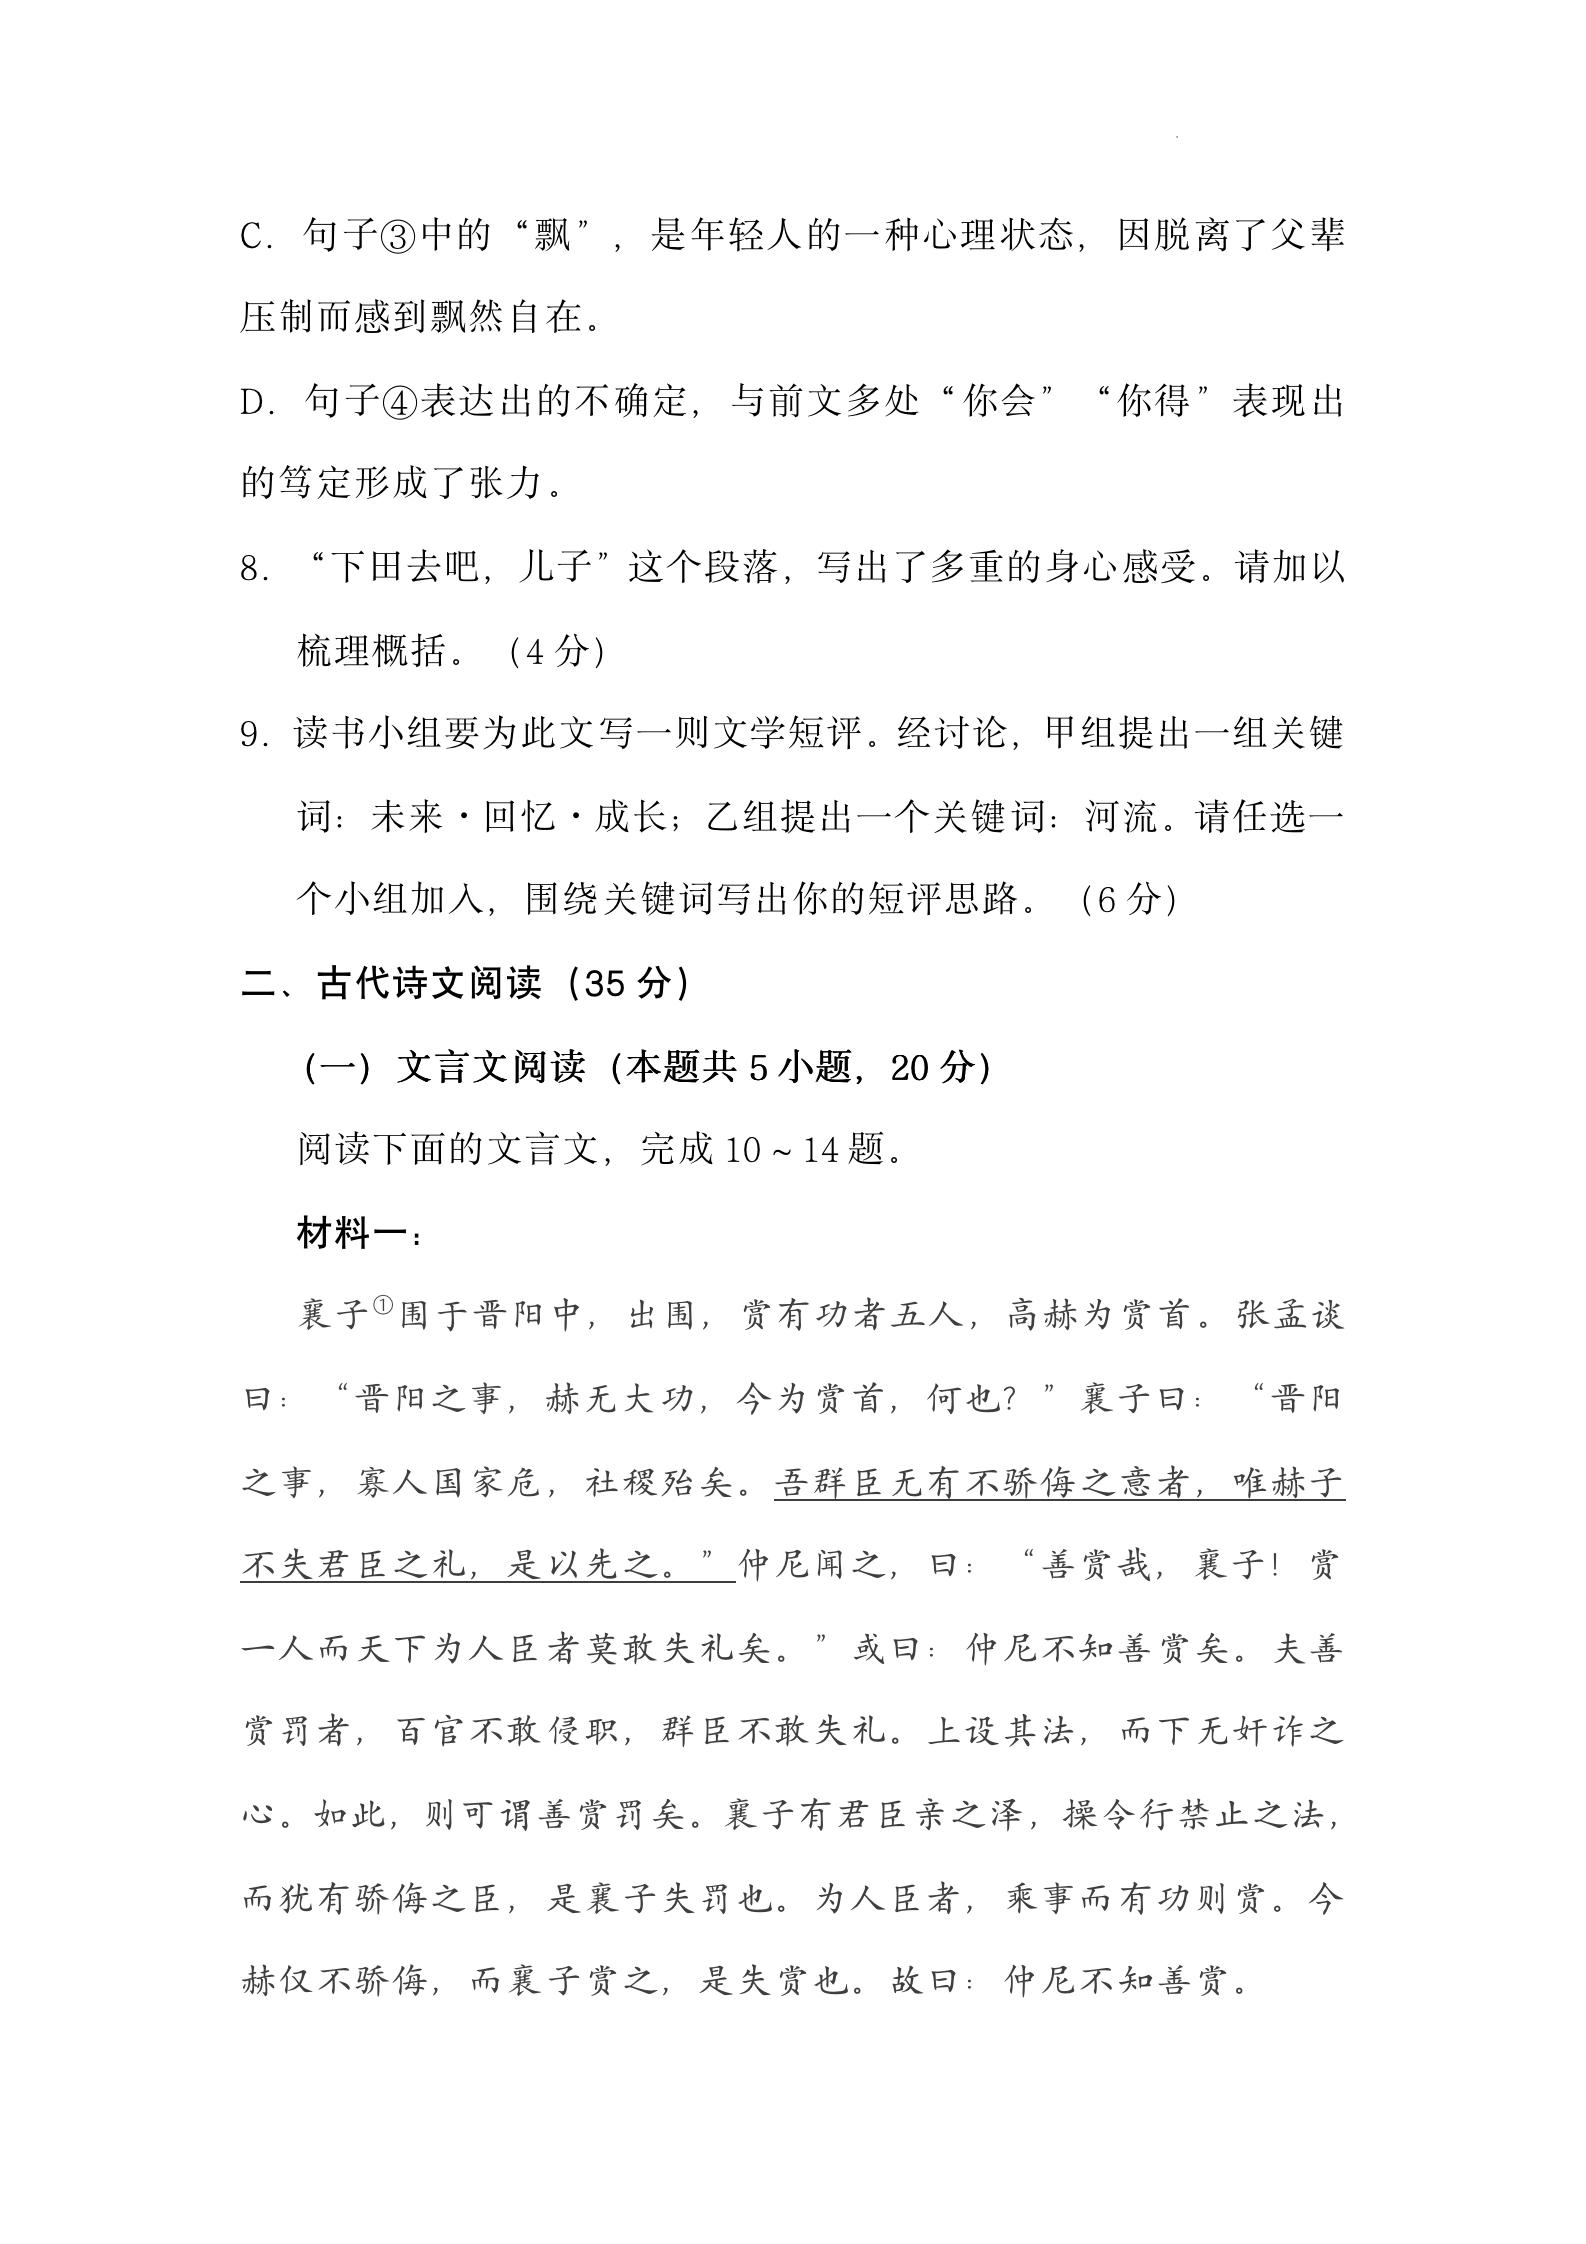 C．句子③中的“飘”，是年轻人的一种心理状态，因脱离了父辈
压制而感到飘然自在。
D．句子④表达出的不确定，与前文多处“你会”“你得”表现出
的笃定形成了张力。
8．“下田去吧，儿子”这个段落，写出了多重的身心感受。请加以
梳理概括。（4 分）
9．读书小组要为此文写一则文学短评。经讨论，甲组提出一组关键
词：未来·回忆·成长；乙组提出一个关键词：河流。请任选一
个小组加入，围绕关键词写出你的短评思路。（6 分）
二、古代诗文阅读（35 分）
（一）文言文阅读（本题共 5 小题，20 分）
阅读下面的文言文，完成 10～14 题。
材料一：
襄子①围于晋阳中，出围，赏有功者五人，高赫为赏首。张孟谈
曰：“晋阳之事，赫无大功，今为赏首，何也？”襄子曰：“晋阳
之事，寡人国家危，社稷殆矣。吾群臣无有不骄侮之意者，唯赫子
不失君臣之礼，是以先之。”仲尼闻之，曰：“善赏哉，襄子！赏
一人而天下为人臣者莫敢失礼矣。”或曰：仲尼不知善赏矣。夫善
赏罚者，百官不敢侵职，群臣不敢失礼。上设其法，而下无奸诈之
心。如此，则可谓善赏罚矣。襄子有君臣亲之泽，操令行禁止之法，
而犹有骄侮之臣，是襄子失罚也。为人臣者，乘事而有功则赏。今
赫仅不骄侮，而襄子赏之，是失赏也。故曰：仲尼不知善赏。